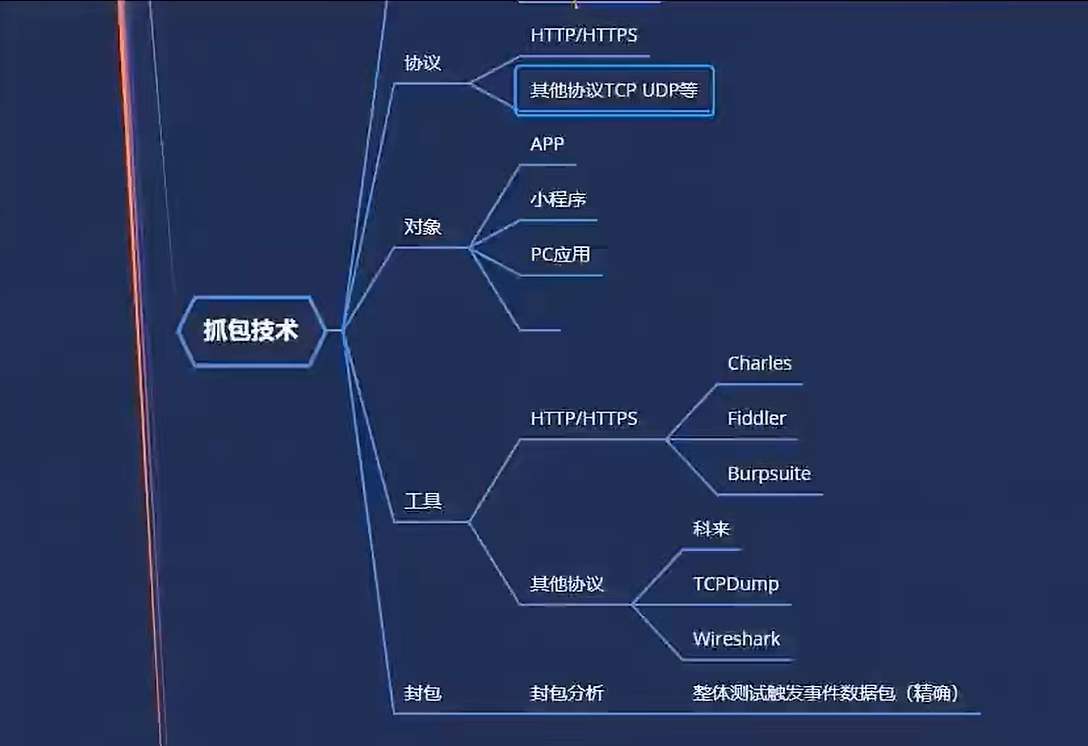 协议
HTTP/HTTPS
其他协议TCP UDP等
对象
APP
小程序
PC应用
抓包技术
工具
HTTP/HTTPS
Charles
Fiddler
Burpsuite
其他协议
科来
TCPDump
Wireshark
封包
封包分析
整体测试触发事件数据包（精确）